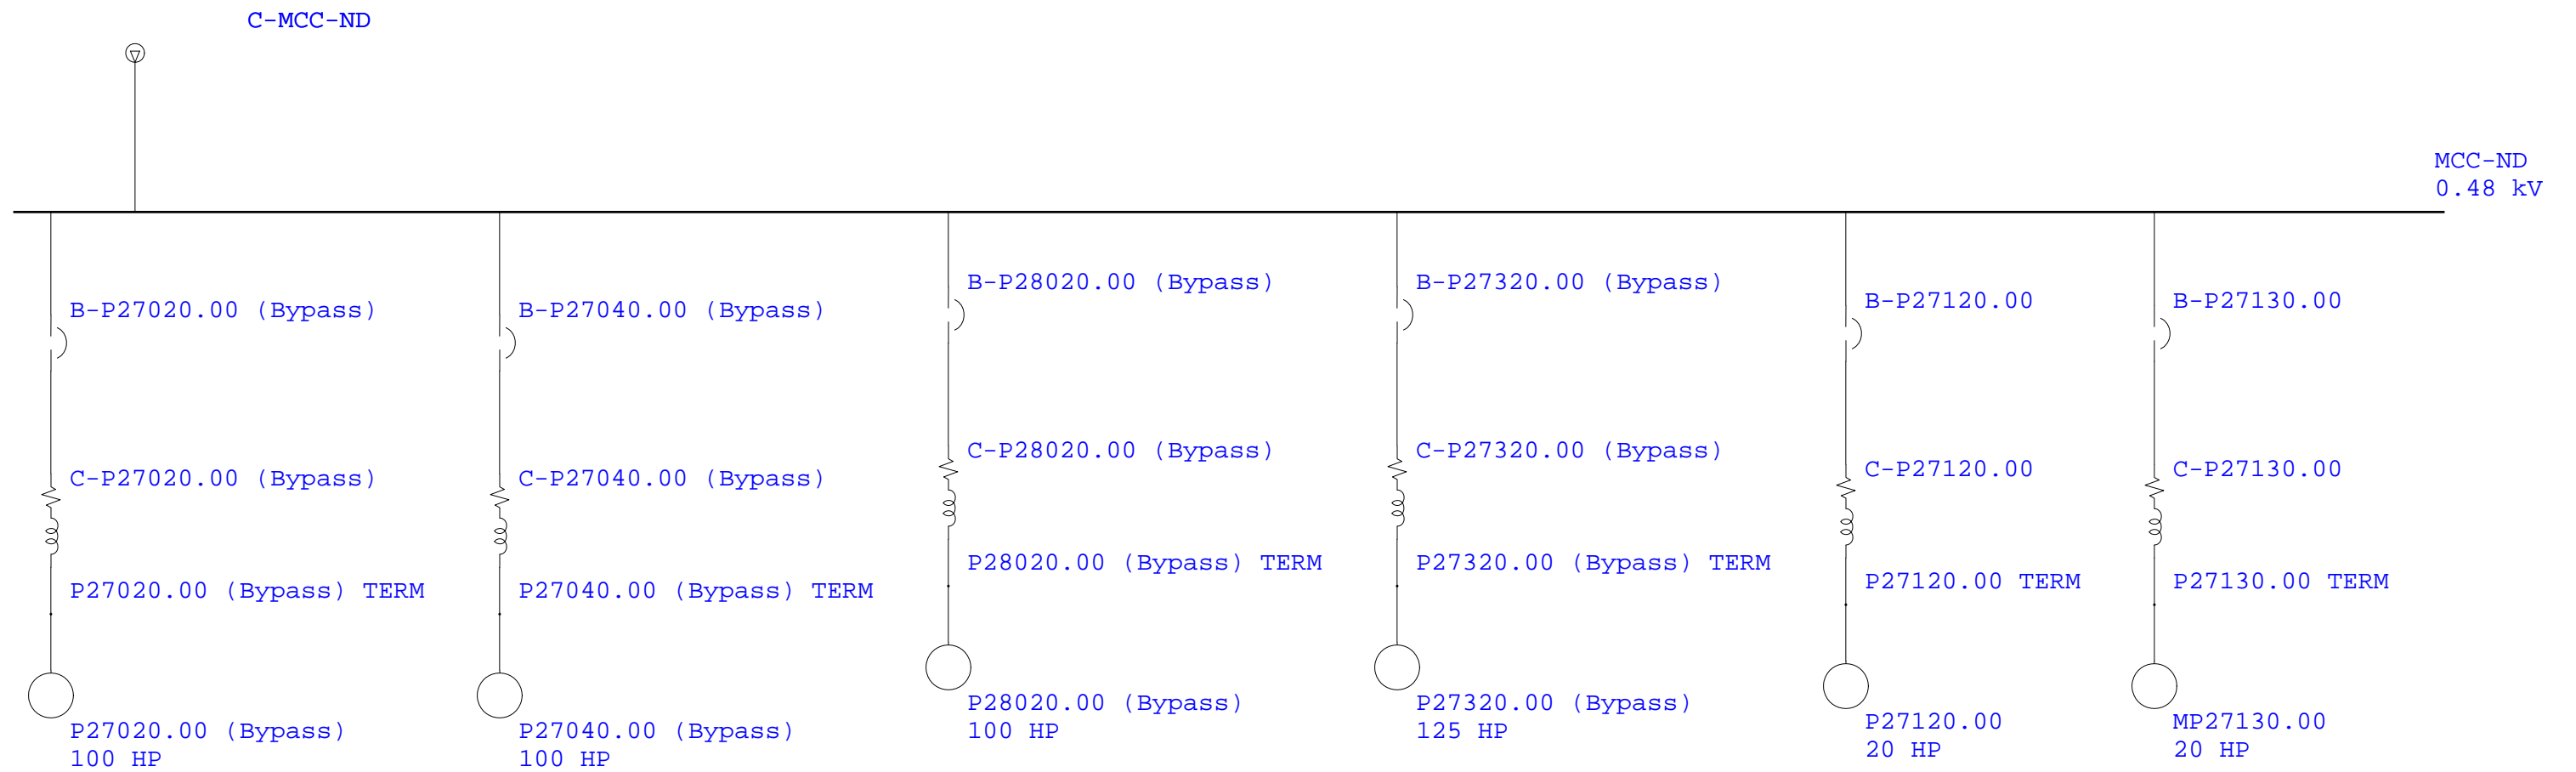 C-MCC-ND
MCC-ND
0.48 kV
B-P27020.00 (Bypass)
B-P27040.00 (Bypass)
B-P28020.00 (Bypass)
B-P27320.00 (Bypass)
B-P27120.00
B-P27130.00
C-P27020.00 (Bypass)
C-P27040.00 (Bypass)
C-P28020.00 (Bypass)
C-P27320.00 (Bypass)
C-P27120.00
C-P27130.00
P27020.00 (Bypass) TERM
P27040.00 (Bypass) TERM
P28020.00 (Bypass) TERM
P27320.00 (Bypass) TERM
P27120.00 TERM
P27130.00 TERM
P27020.00 (Bypass)
100 HP
P27040.00 (Bypass)
100 HP
P28020.00 (Bypass)
100 HP
P27320.00 (Bypass)
125 HP
P27120.00
20 HP
MP27130.00
20 HP